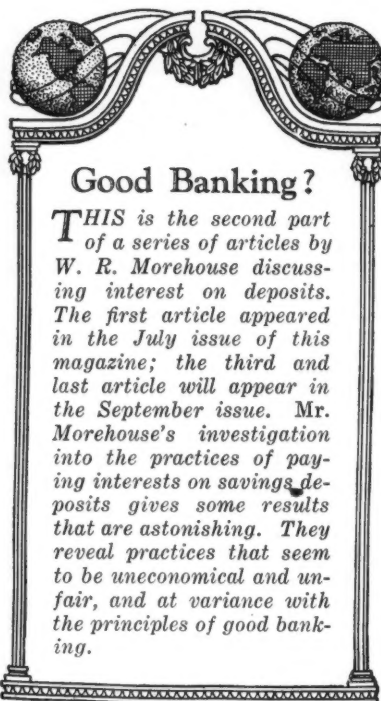 Good Banking?
THIS is the second part
of a series of articles by
W. R. Morehouse discuss-
ing interest on deposits.
The first article appeared
in the July issue of this
magazine; the third and
last article will appear in
the September issue. Mr.
Morehouse's investigation
into the practices of pay-
ing interests on savings de-
posits gives some results
that are astonishing. They
reveal practices that seem
to be uneconomical and un-
fair, and at variance with
the principles of good bank-
ing.